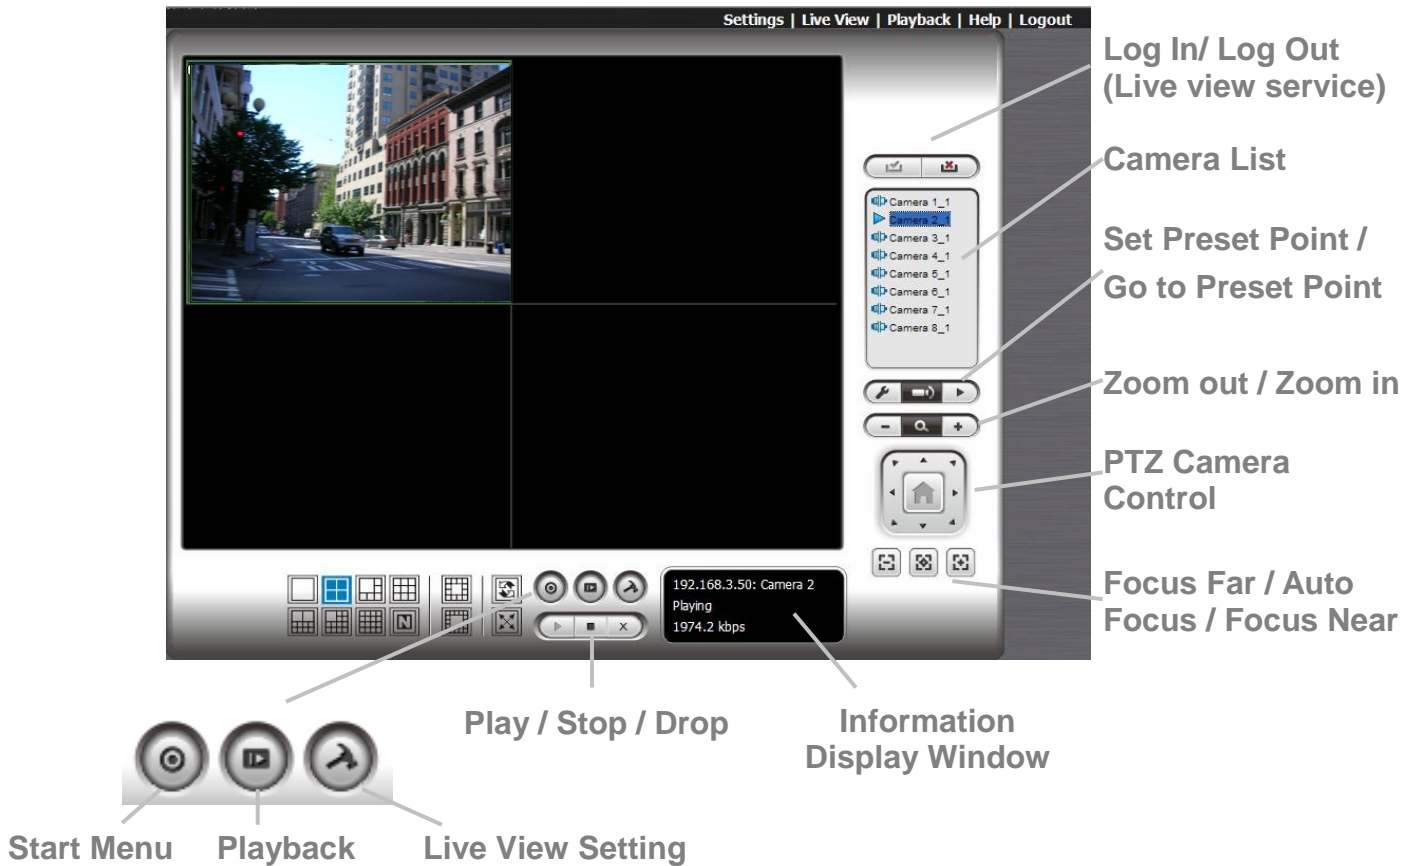 Settings | Live View | Playback | Help | Logout
Log In/ Log Out
(Live view service)
Camera List
Camera 1_1
Camera 2_1
Camera 3_1
Camera 4_1
Camera 5_1
Camera 6_1
Camera 7_1
Camera 8_1
Set Preset Point /
Go to Preset Point
Zoom out / Zoom in
PTZ Camera
Control
Focus Far / Auto
Focus / Focus Near
N
192.168.3.50: Camera 2
Playing
1974.2 kbps
Play / Stop / Drop
Information
Display Window
Start Menu
Playback
Live View Setting